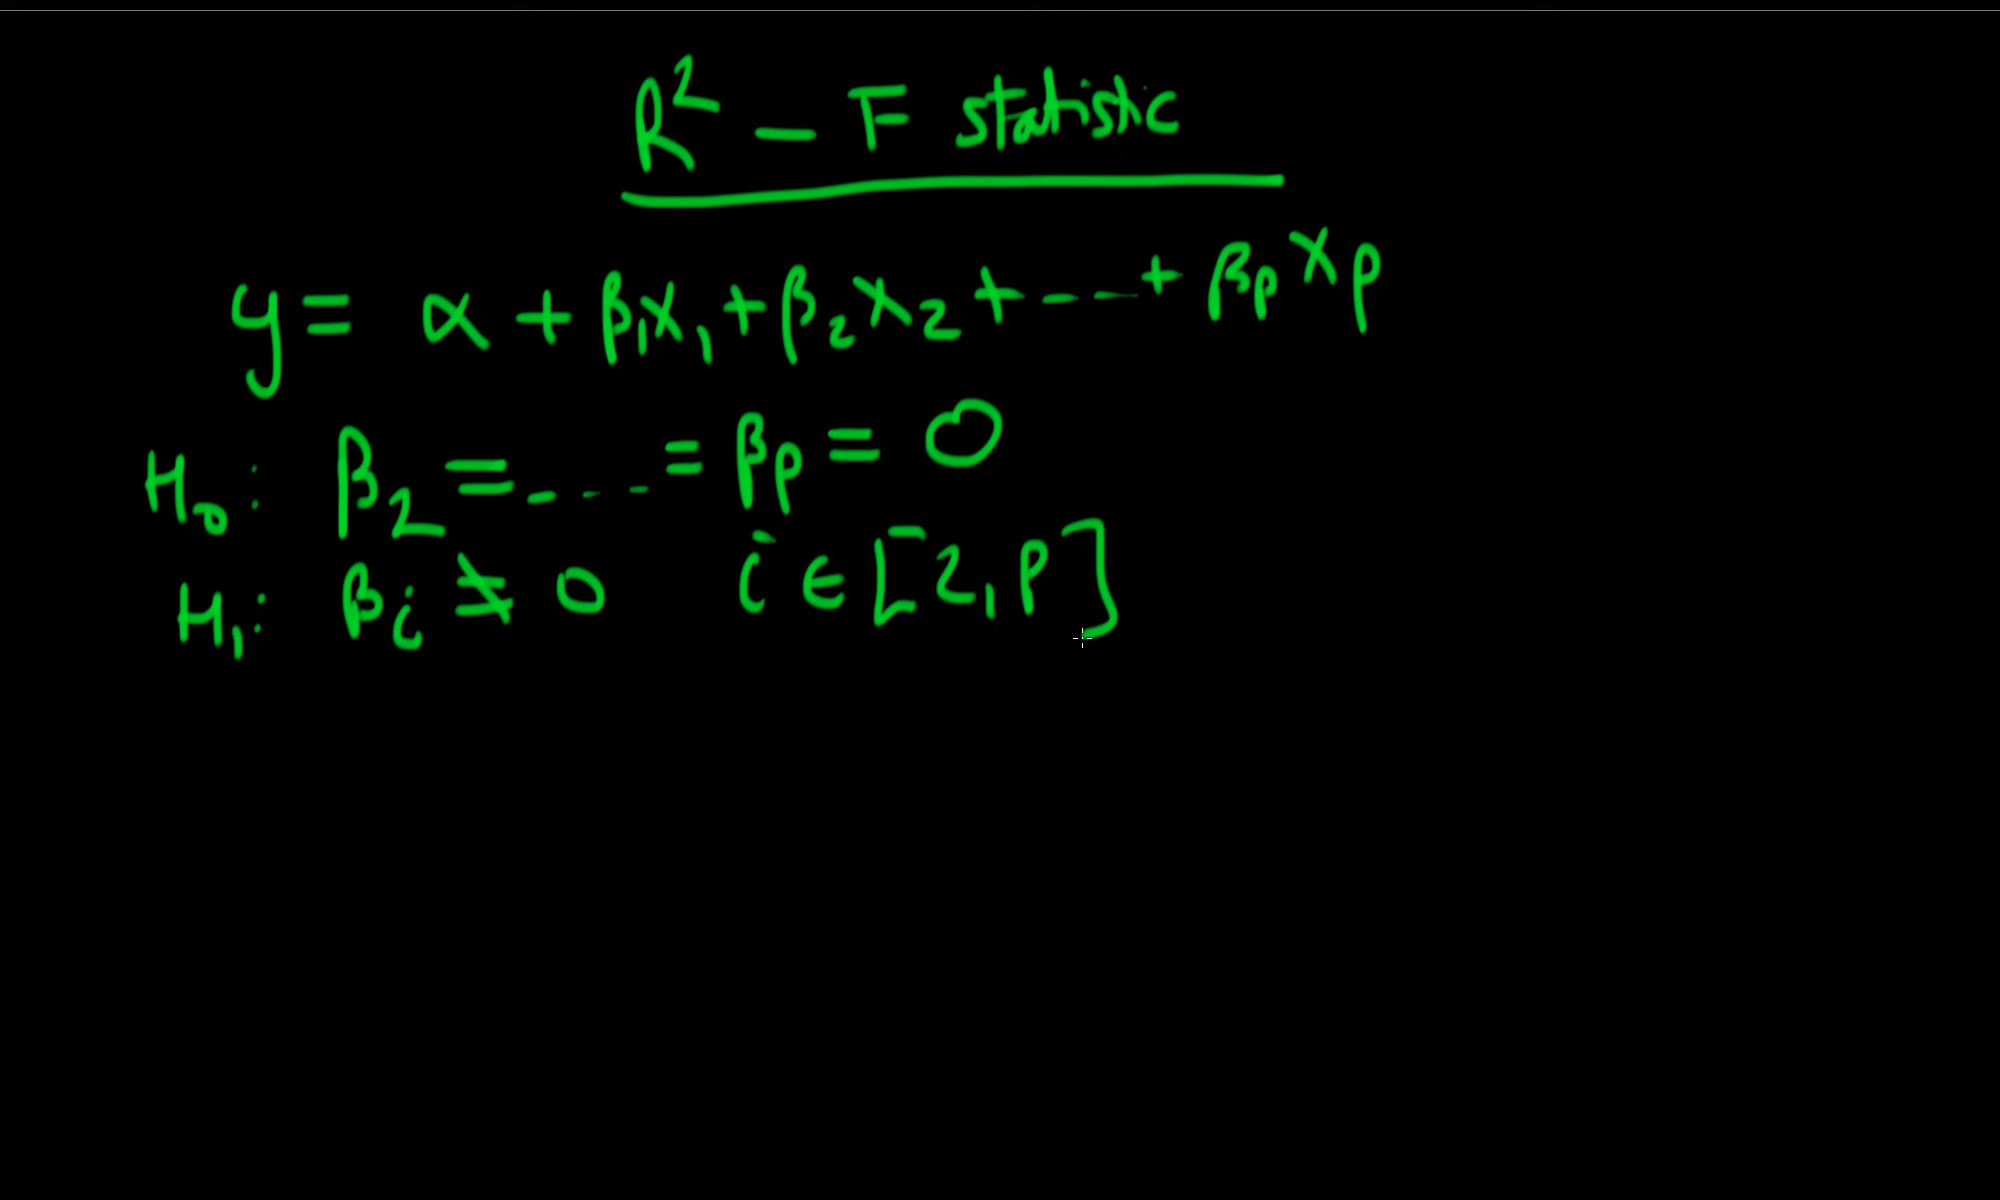 R² - F statistic
y = α + β₁x₁ + β₂x₂ + --- + βₚxₚ
H₀: β₂ = --- = βₚ = 0
H₁: βᵢ ≠ 0 i ∈ [2, p]